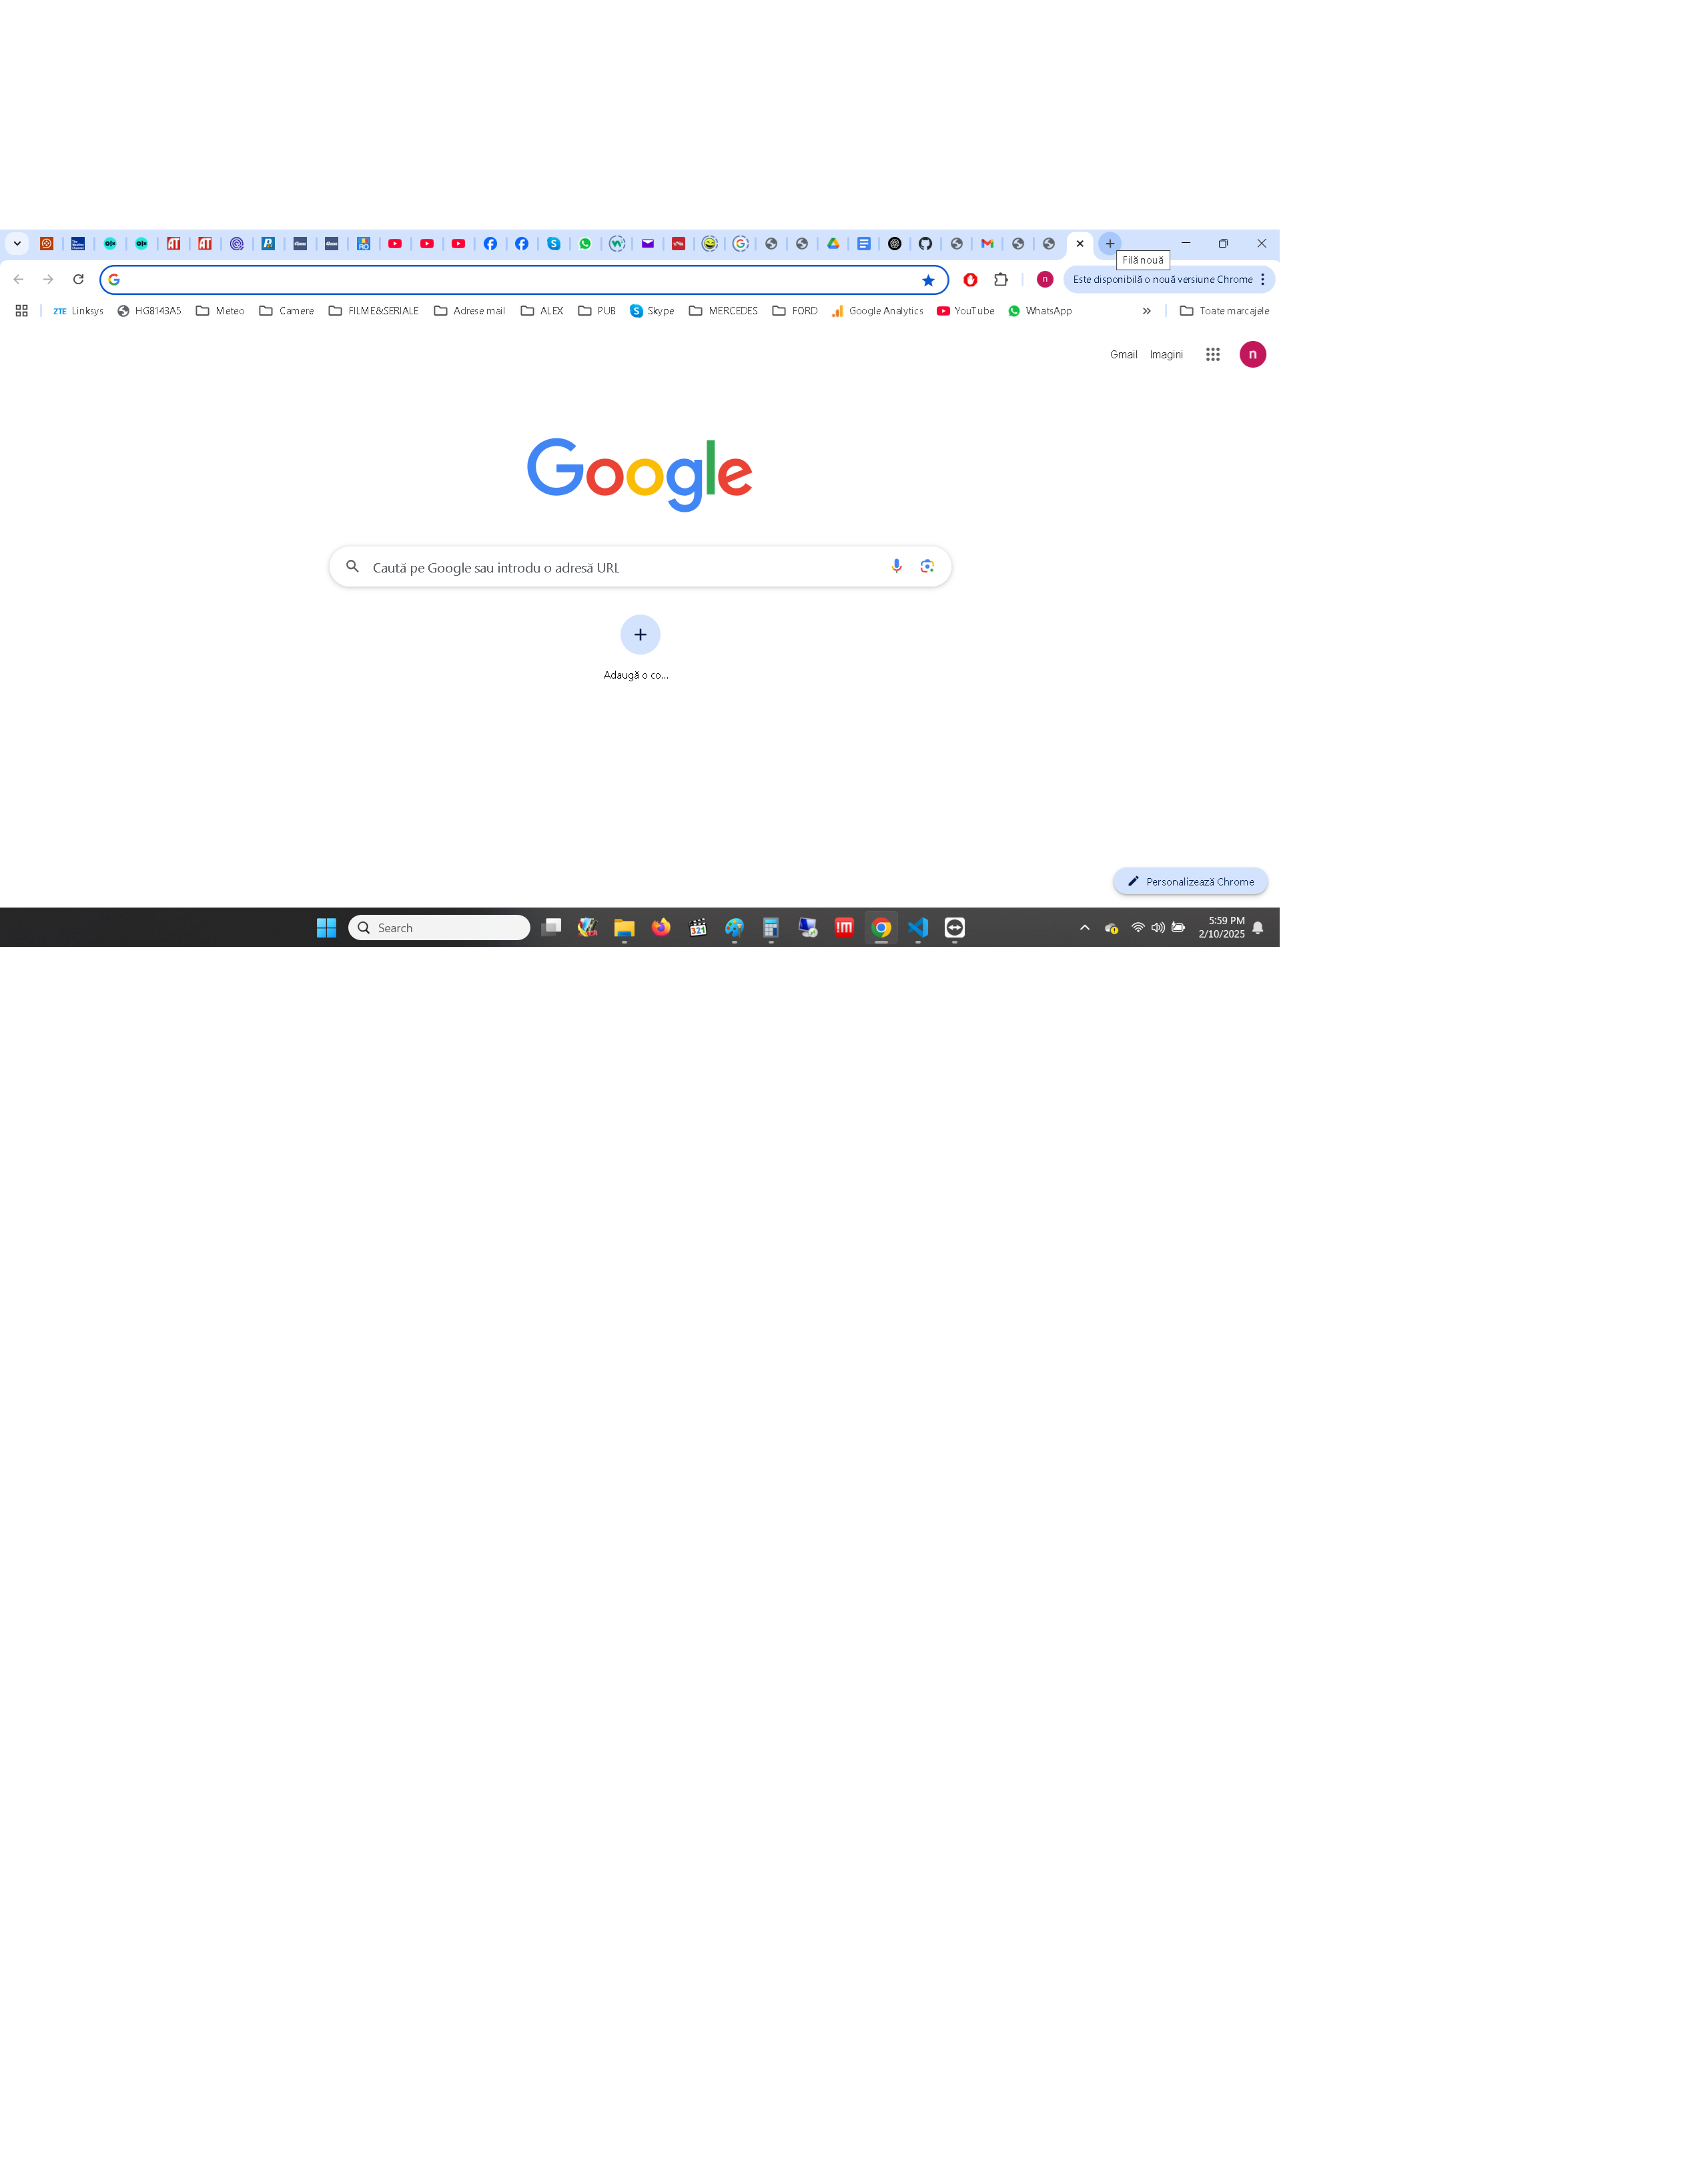 Filă nouă
Este disponibilă o nouă versiune Chrome
n
ZTE Linksys HG8143A5 Meteo Camere FILME&SERIALE Adrese mail ALEX PUB Skype MERCEDES FORD Google Analytics YouTube WhatsApp » Toate marcajele
Gmail Imagini n
Google
Caută pe Google sau introdu o adresă URL
Adaugă o co...
Personalizează Chrome
Search
5:59 PM
2/10/2025